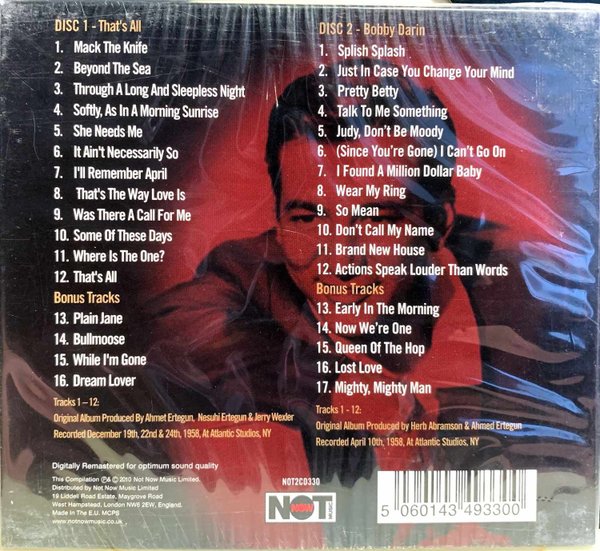 DISC 1 - That's All
1. Mack The Knife
2. Beyond The Sea
3. Through A Long And Sleepless Night
4. Softly, As In A Morning Sunrise
5. She Needs Me
6. It Ain't Necessarily So
7. I'll Remember April
8. That's The Way Love Is
9. Was There A Call For Me
10. Some Of These Days
11. Where Is The One?
12. That's All
Bonus Tracks
13. Plain Jane
14. Bullmoose
15. While I'm Gone
16. Dream Lover
Tracks 1 – 12:
Original Album Produced By Ahmet Ertegun, Nesuhi Ertegun & Jerry Wexler
Recorded December 19th, 22nd & 24th, 1958, At Atlantic Studios, NY
DISC 2 - Bobby Darin
1. Splish Splash
2. Just In Case You Change Your Mind
3. Pretty Betty
4. Talk To Me Something
5. Judy, Don't Be Moody
6. (Since You're Gone) I Can't Go On
7. I Found A Million Dollar Baby
8. Wear My Ring
9. So Mean
10. Don't Call My Name
11. Brand New House
12. Actions Speak Louder Than Words
Bonus Tracks
13. Early In The Morning
14. Now We're One
15. Queen Of The Hop
16. Lost Love
17. Mighty, Mighty Man
Tracks 1 - 12:
Original Album Produced by Herb Abramson & Ahmed Ertegun
Recorded April 10th, 1958, At Atlantic Studios, NY
Digitally Remastered for optimum sound quality
This Compilation ℗& © 2010 Not Now Music Limited.
Distributed by Not Now Music Limited
19 Liddell Road Estate, Maygrove Road
West Hampstead, London NW6 2EW, England.
Made In The E.U. MCPS
www.notnowmusic.co.uk
NOT2CD330
NOT NOW MUSIC
5 060143 493300